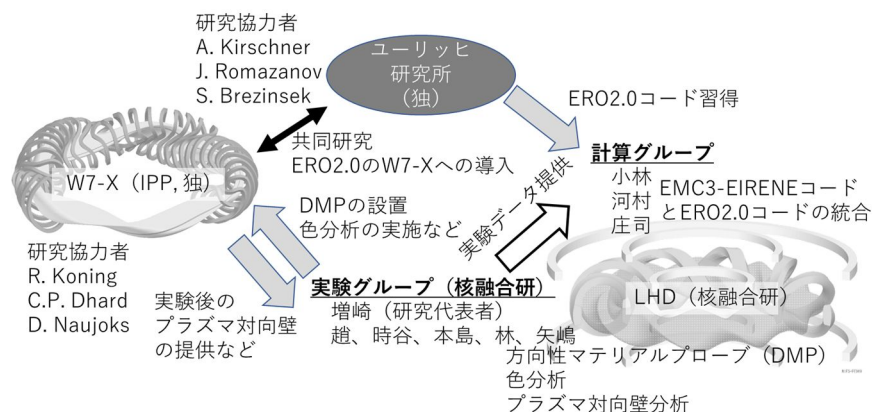 研究協力者
A. Kirschner
J. Romazanov
S. Brezinsek
ユーリッヒ
研究所
（独）
ERO2.0コード習得
共同研究
ERO2.0のW7-Xへの導入
W7-X（IPP, 独）
DMPの設置
色分析の実施など
実験データ提供
計算グループ
小林
河村
庄司
EMC3-EIRENEコード
とERO2.0コードの統合
研究協力者
R. Koning
C.P. Dhard
D. Naujoks
実験後の
プラズマ対向壁
の提供など
実験グループ（核融合研）
増崎（研究代表者）
趙、時谷、本島、林、矢嶋
LHD（核融合研）
方向性マテリアルプローブ（DMP）
色分析
プラズマ対向壁分析